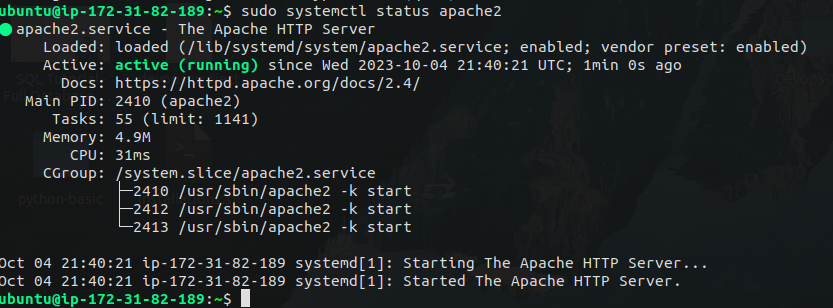 ubuntu@ip-172-31-82-189:~$ sudo systemctl status apache2
● apache2.service - The Apache HTTP Server
     Loaded: loaded (/lib/systemd/system/apache2.service; enabled; vendor preset: enabled)
     Active: active (running) since Wed 2023-10-04 21:40:21 UTC; 1min 0s ago
       Docs: https://httpd.apache.org/docs/2.4/
   Main PID: 2410 (apache2)
      Tasks: 55 (limit: 1141)
     Memory: 4.9M
        CPU: 31ms
     CGroup: /system.slice/apache2.service
             ├─2410 /usr/sbin/apache2 -k start
             ├─2412 /usr/sbin/apache2 -k start
             └─2413 /usr/sbin/apache2 -k start
python-basic
Oct 04 21:40:21 ip-172-31-82-189 systemd[1]: Starting The Apache HTTP Server...
Oct 04 21:40:21 ip-172-31-82-189 systemd[1]: Started The Apache HTTP Server.
ubuntu@ip-172-31-82-189:~$